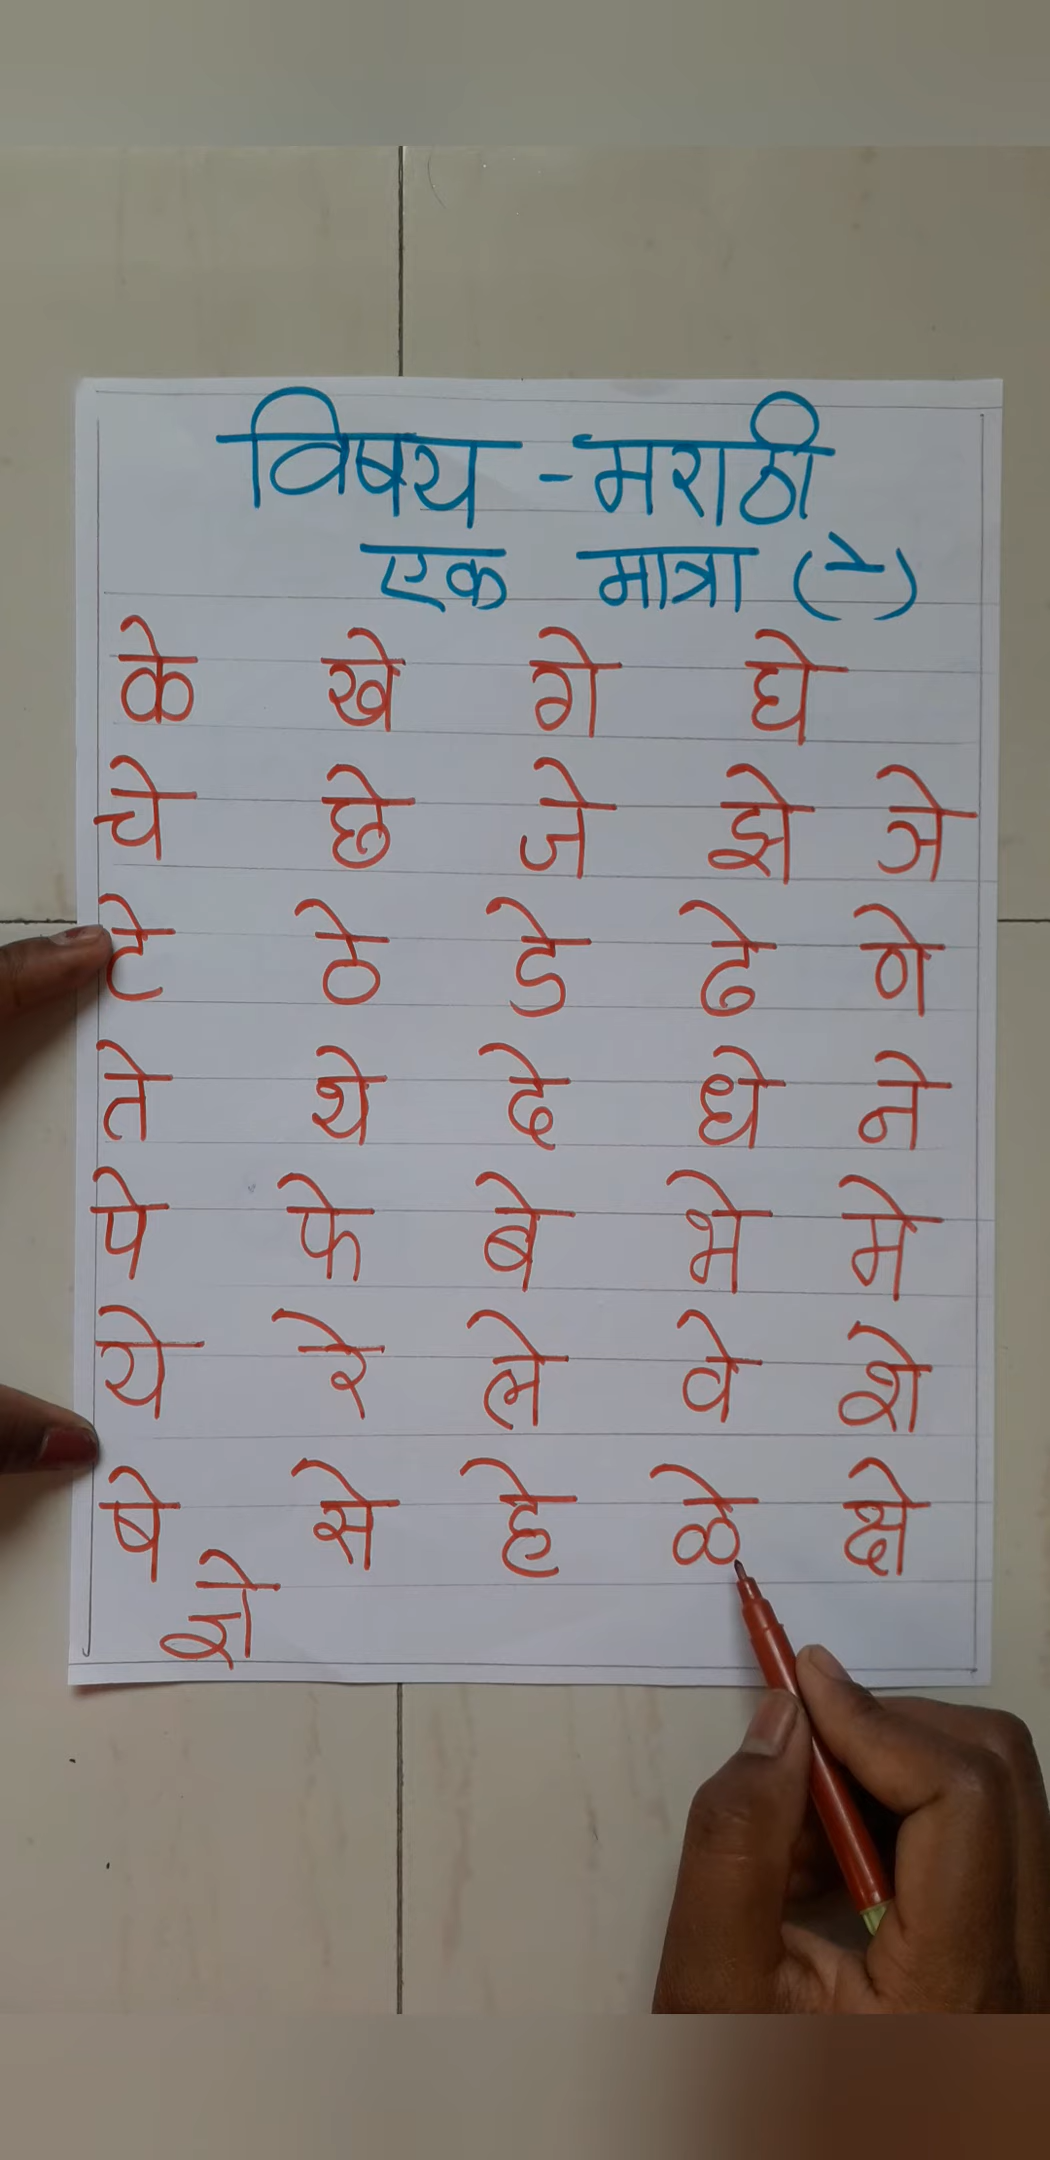 विषय - मराठी
एक मात्रा (े)
के खे गे घे
चे छे जे झे ञे
टे ठे डे ढे णे
ते थे दे धे ने
पे फे बे भे मे
ये रे ले वे शे
षे से हे ळे क्षे
ज्ञे